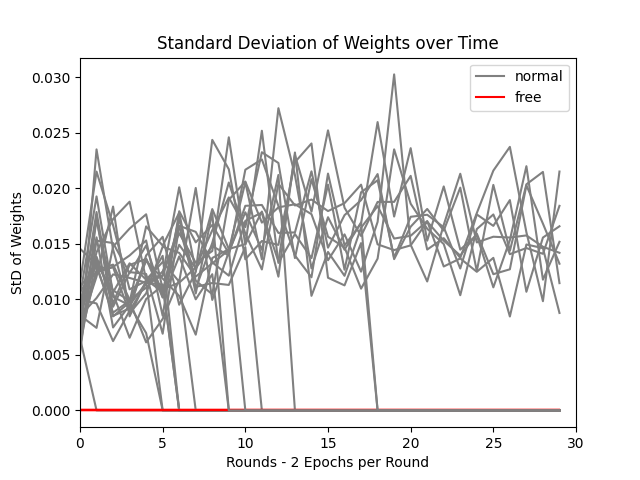 Standard Deviation of Weights over Time
StD of Weights
0.030
0.025
0.020
0.015
0.010
0.005
0.000
normal
free
0 5 10 15 20 25 30
Rounds - 2 Epochs per Round